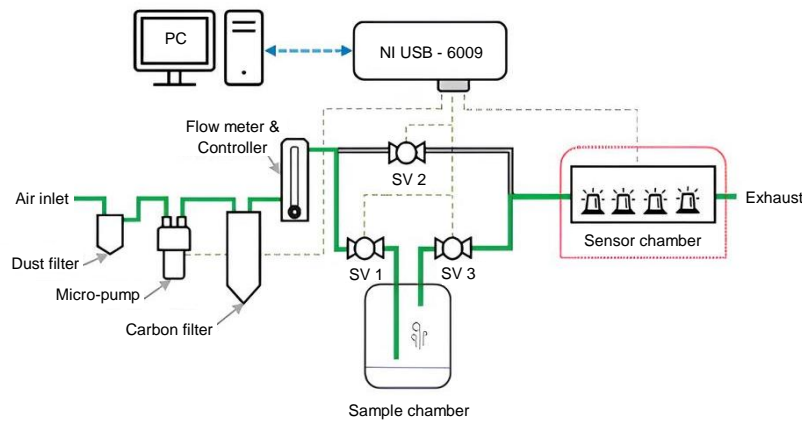 PC
NI USB - 6009
Flow meter &
Controller
SV 2
Air inlet
Exhaust
Sensor chamber
Dust filter
SV 1
SV 3
Micro-pump
Carbon filter
Sample chamber